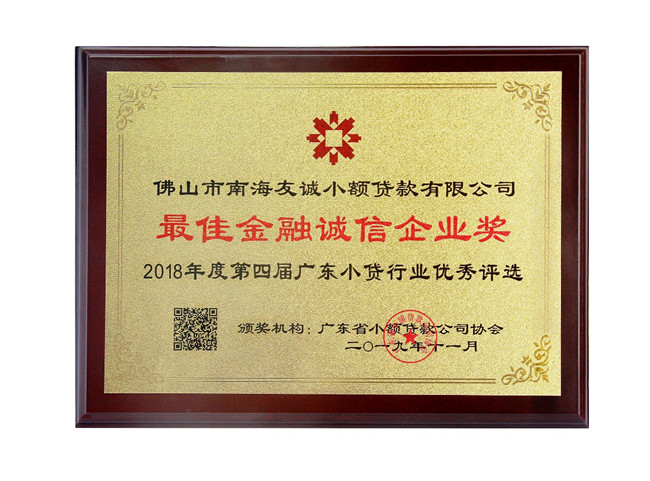 佛山市南海友诚小额贷款有限公司
最佳金融诚信企业奖
2018年度第四届广东小贷行业优秀评选
颁奖机构：广东省小额贷款公司协会
二〇一九年十一月